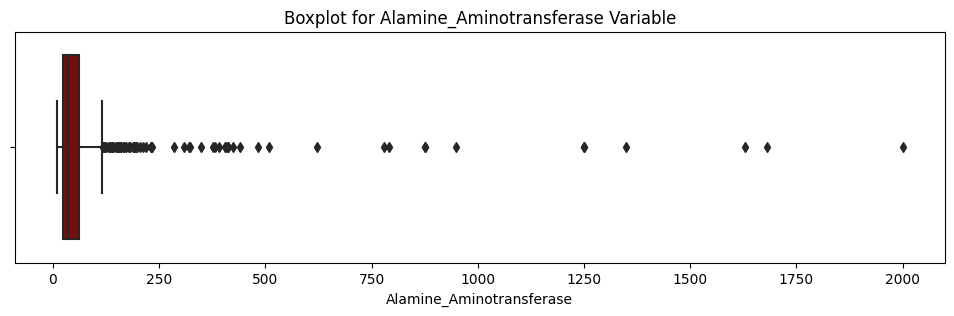 Boxplot for Alamine_Aminotransferase Variable
0 250 500 750 1000 1250 1500 1750 2000
Alamine_Aminotransferase